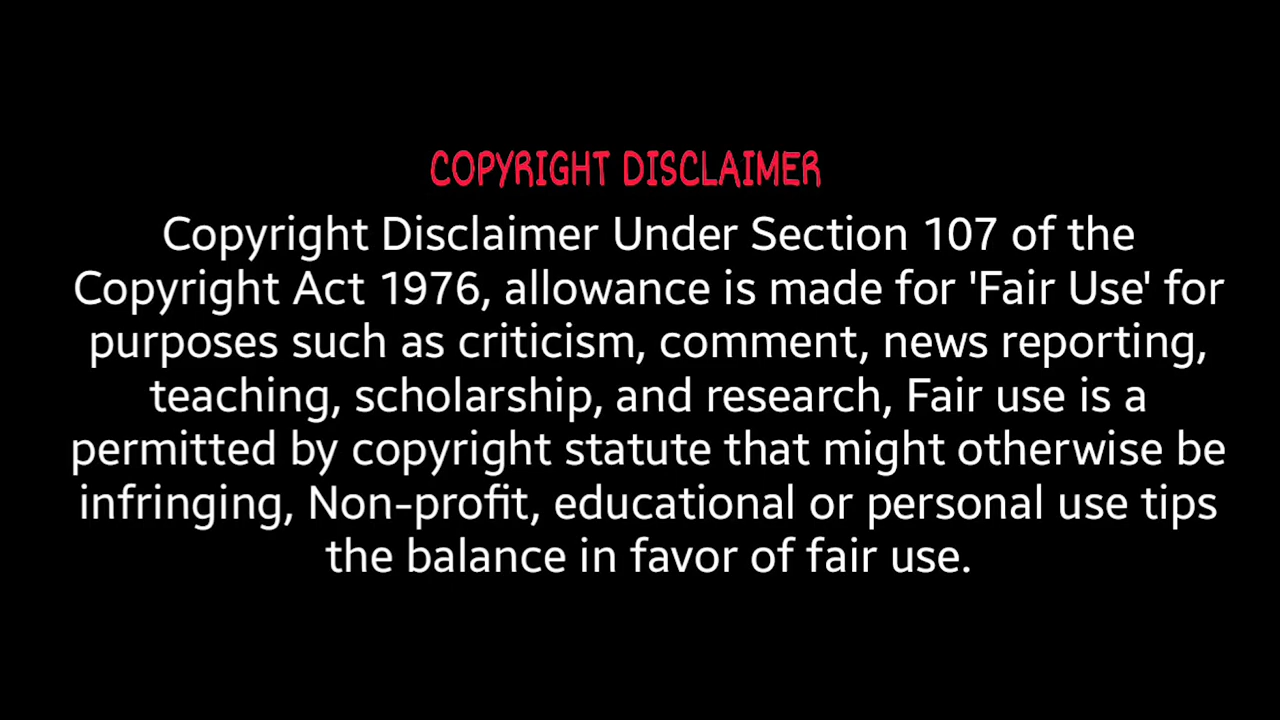 COPYRIGHT DISCLAIMER
Copyright Disclaimer Under Section 107 of the
Copyright Act 1976, allowance is made for 'Fair Use' for
purposes such as criticism, comment, news reporting,
teaching, scholarship, and research, Fair use is a
permitted by copyright statute that might otherwise be
infringing, Non-profit, educational or personal use tips
the balance in favor of fair use.